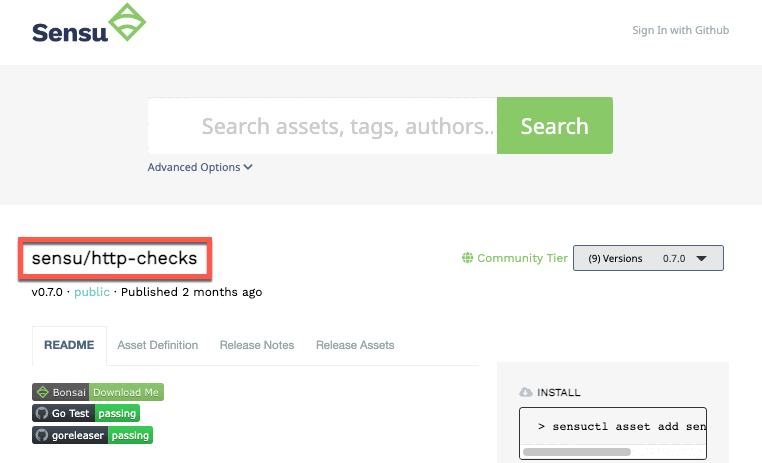 Sensu
Sign In with Github
Search assets, tags, authors..
Search
Advanced Options
sensu/http-checks
Community Tier
(9) Versions 0.7.0
v0.7.0 · public · Published 2 months ago
README Asset Definition Release Notes Release Assets
Bonsai Download Me
Go Test passing
goreleaser passing
INSTALL
> sensuctl asset add sen